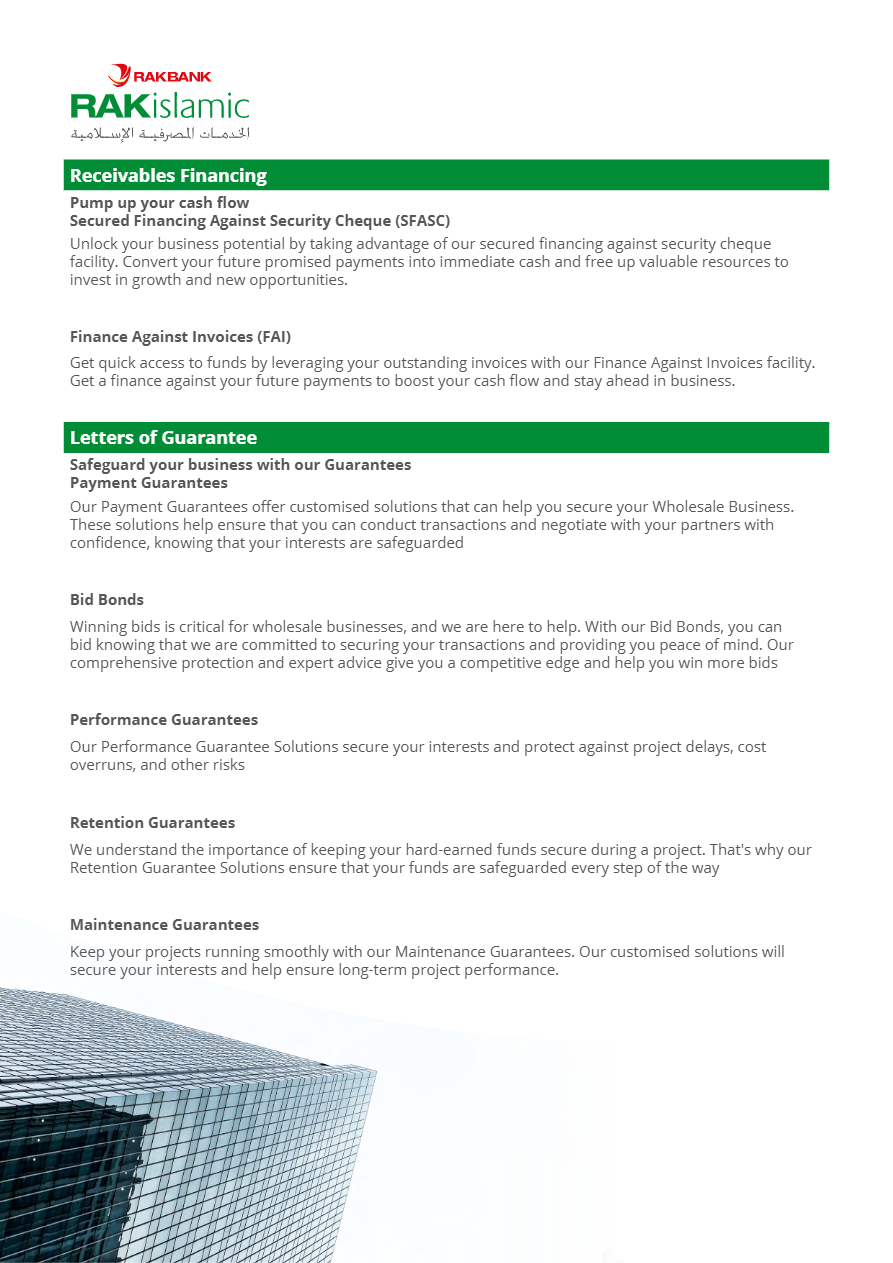 RAKBANK
RAKislamic
الخدمات المصرفية الإسلامية
Receivables Financing
Pump up your cash flow
Secured Financing Against Security Cheque (SFASC)
Unlock your business potential by taking advantage of our secured financing against security cheque
facility. Convert your future promised payments into immediate cash and free up valuable resources to
invest in growth and new opportunities.
Finance Against Invoices (FAI)
Get quick access to funds by leveraging your outstanding invoices with our Finance Against Invoices facility.
Get a finance against your future payments to boost your cash flow and stay ahead in business.
Letters of Guarantee
Safeguard your business with our Guarantees
Payment Guarantees
Our Payment Guarantees offer customised solutions that can help you secure your Wholesale Business.
These solutions help ensure that you can conduct transactions and negotiate with your partners with
confidence, knowing that your interests are safeguarded
Bid Bonds
Winning bids is critical for wholesale businesses, and we are here to help. With our Bid Bonds, you can
bid knowing that we are committed to securing your transactions and providing you peace of mind. Our
comprehensive protection and expert advice give you a competitive edge and help you win more bids
Performance Guarantees
Our Performance Guarantee Solutions secure your interests and protect against project delays, cost
overruns, and other risks
Retention Guarantees
We understand the importance of keeping your hard-earned funds secure during a project. That's why our
Retention Guarantee Solutions ensure that your funds are safeguarded every step of the way
Maintenance Guarantees
Keep your projects running smoothly with our Maintenance Guarantees. Our customised solutions will
secure your interests and help ensure long-term project performance.